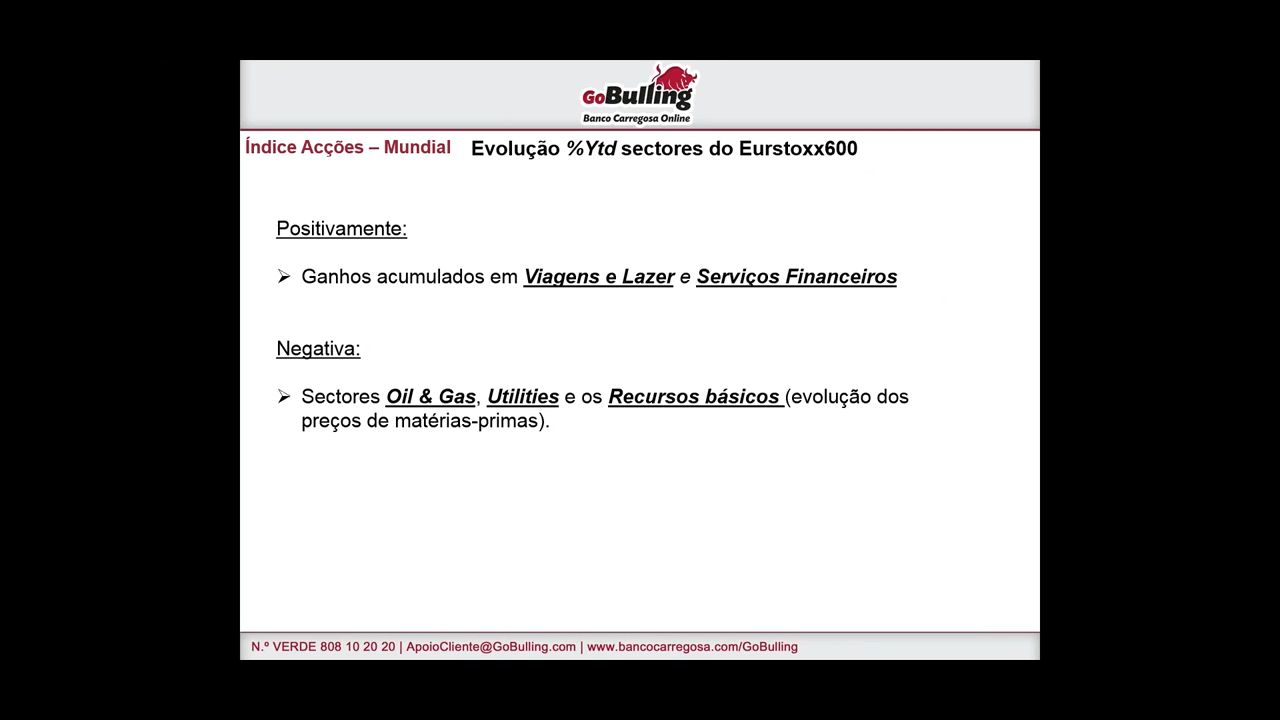 GoBulling
Banco Carregosa Online
Índice Acções – Mundial Evolução %Ytd sectores do Eurstoxx600
Positivamente:
➢ Ganhos acumulados em Viagens e Lazer e Serviços Financeiros
Negativa:
➢ Sectores Oil & Gas, Utilities e os Recursos básicos (evolução dos
preços de matérias-primas).
N.º VERDE 808 10 20 20 | ApoioCliente@GoBulling.com | www.bancocarregosa.com/GoBulling